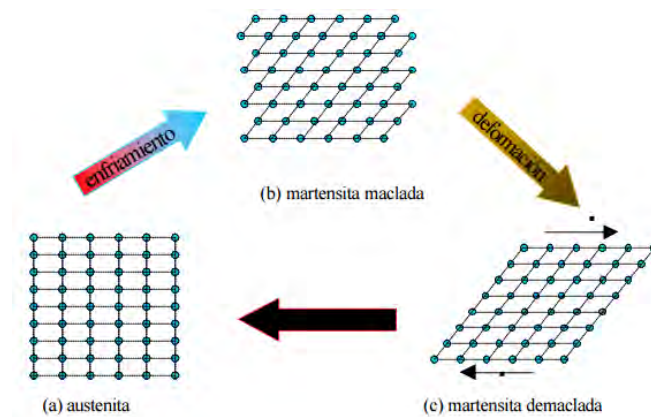 enfriamiento
deformación
(b) martensita maclada
(a) austenita
(c) martensita demaclada